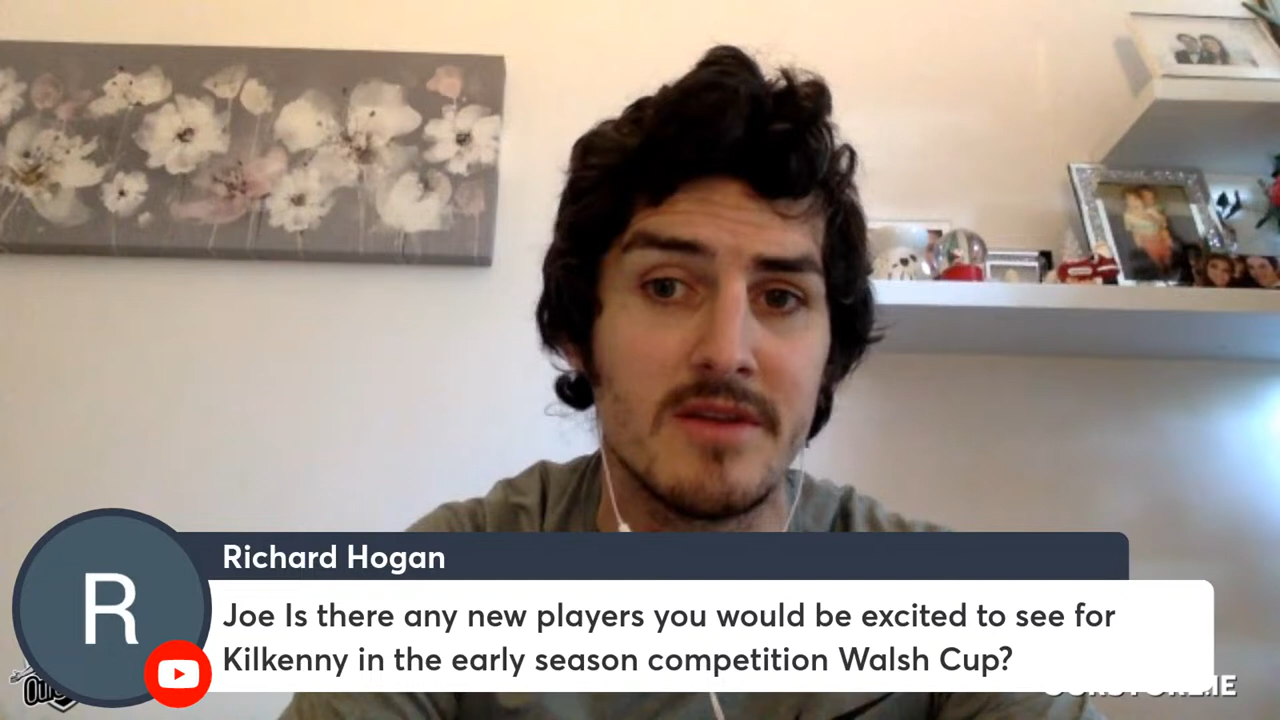 Richard Hogan
R
Joe Is there any new players you would be excited to see for
Kilkenny in the early season competition Walsh Cup?